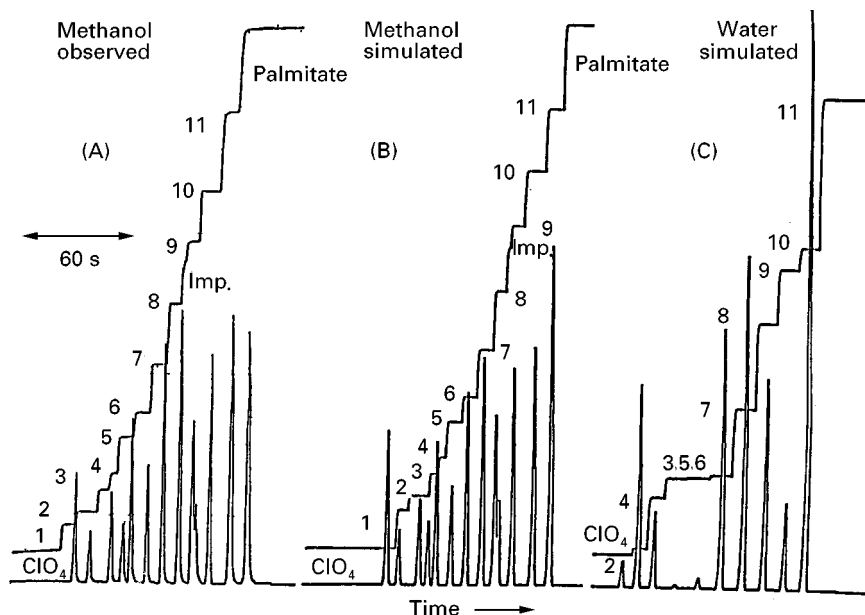 Methanol
observed
Palmitate
11
(A)
10
60 s
9
Imp.
8
7
6
5
3
4
2
1
ClO₄
Methanol
simulated
Palmitate
11
(B)
10
9
Imp.
8
7
6
5
4
3
2
1
ClO₄
Water
simulated
11
(C)
10
9
8
7
3.5.6
4
ClO₄
2
Time